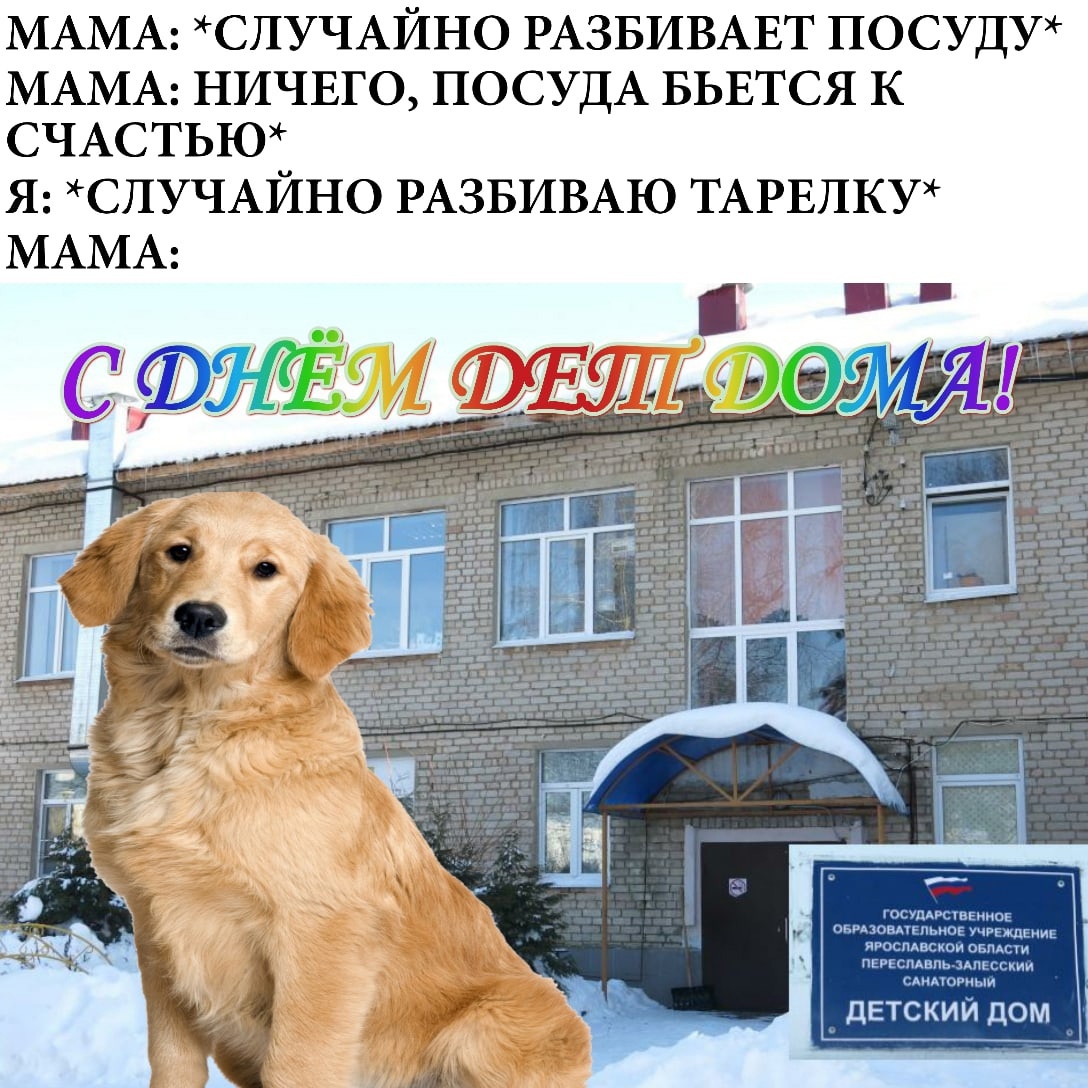 МАМА: *СЛУЧАЙНО РАЗБИВАЕТ ПОСУДУ*
МАМА: НИЧЕГО, ПОСУДА БЬЕТСЯ К
СЧАСТЬЮ*
Я: *СЛУЧАЙНО РАЗБИВАЮ ТАРЕЛКУ*
МАМА:
С ДНЁМ ДЕТ ДОМА!
ГОСУДАРСТВЕННОЕ
ОБРАЗОВАТЕЛЬНОЕ УЧРЕЖДЕНИЕ
ЯРОСЛАВСКОЙ ОБЛАСТИ
ПЕРЕСЛАВЛЬ-ЗАЛЕССКИЙ
САНАТОРНЫЙ
ДЕТСКИЙ ДОМ